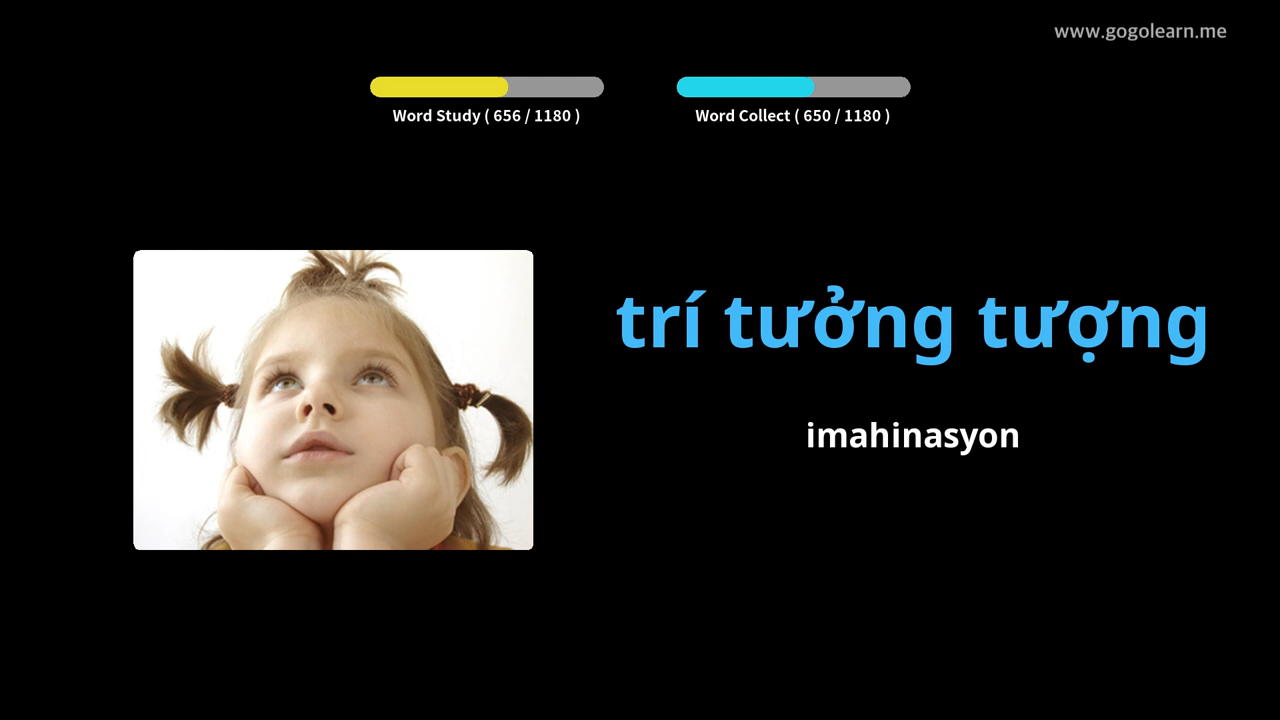 www.gogolearn.me
Word Study ( 656 / 1180 )
Word Collect ( 650 / 1180 )
trí tưởng tượng
imahinasyon